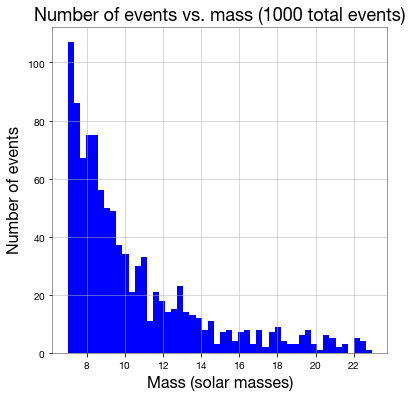 Number of events vs. mass (1000 total events)
Number of events
100
80
60
40
20
0
8 10 12 14 16 18 20 22
Mass (solar masses)